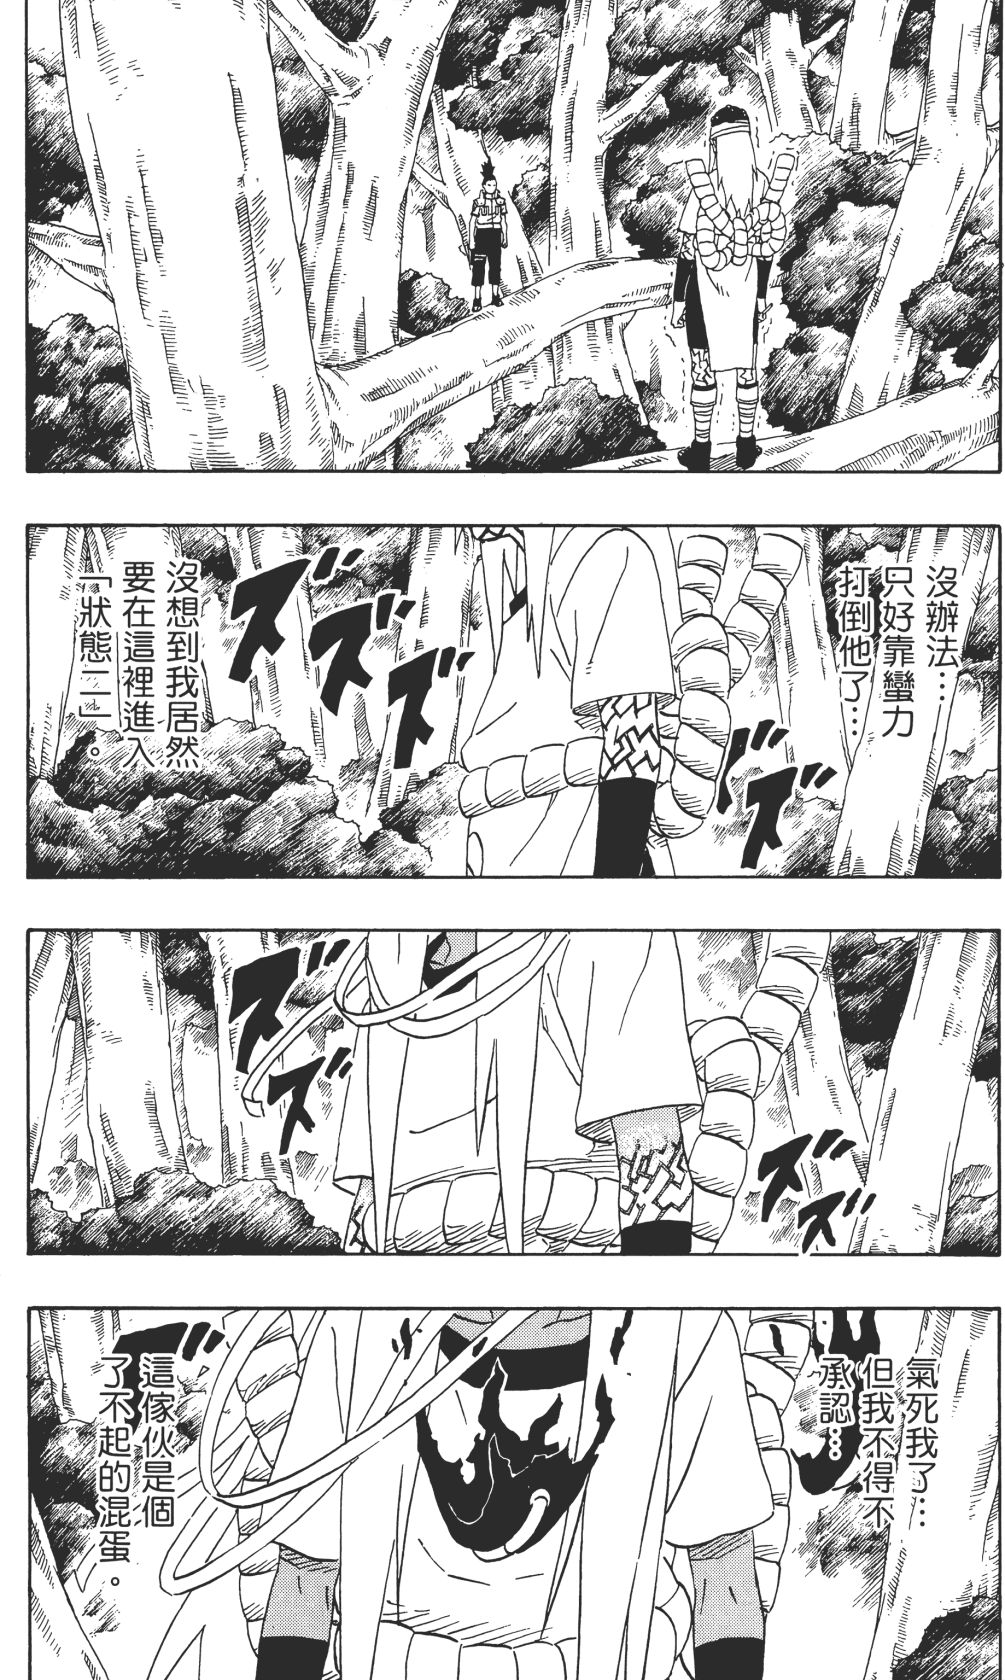 沒辦法⋯
只好靠蠻力
打倒他了⋯
ズズズ
沒想到我居然
要在這裡進入
「狀態二」。
ズズ
ズズ
ズズ
氣死我了⋯
但我不得不
承認⋯
這傢伙是個
了不起的混蛋。